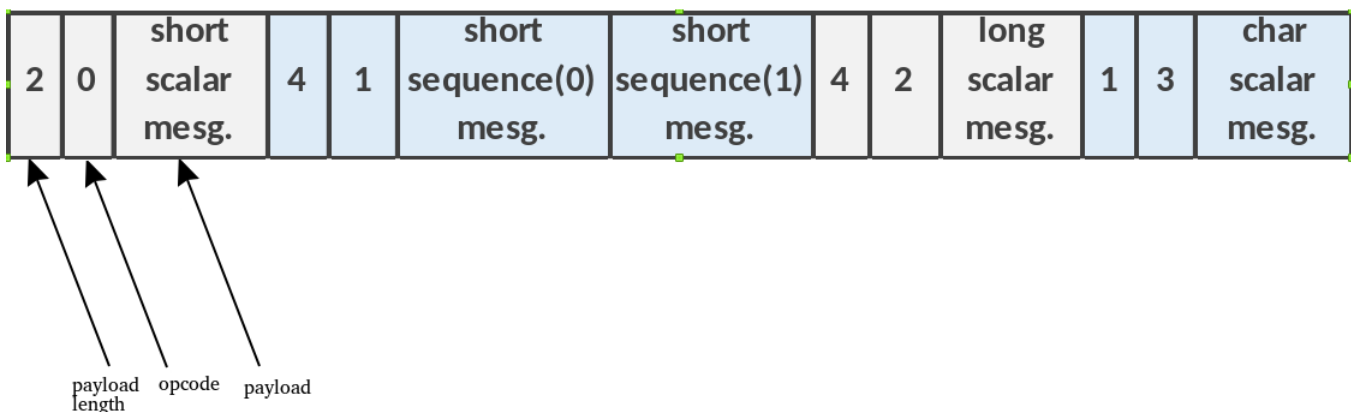 2 0 short scalar mesg. 4 1 short sequence(0) mesg. short sequence(1) mesg. 4 2 long scalar mesg. 1 3 char scalar mesg.
payload length
opcode
payload